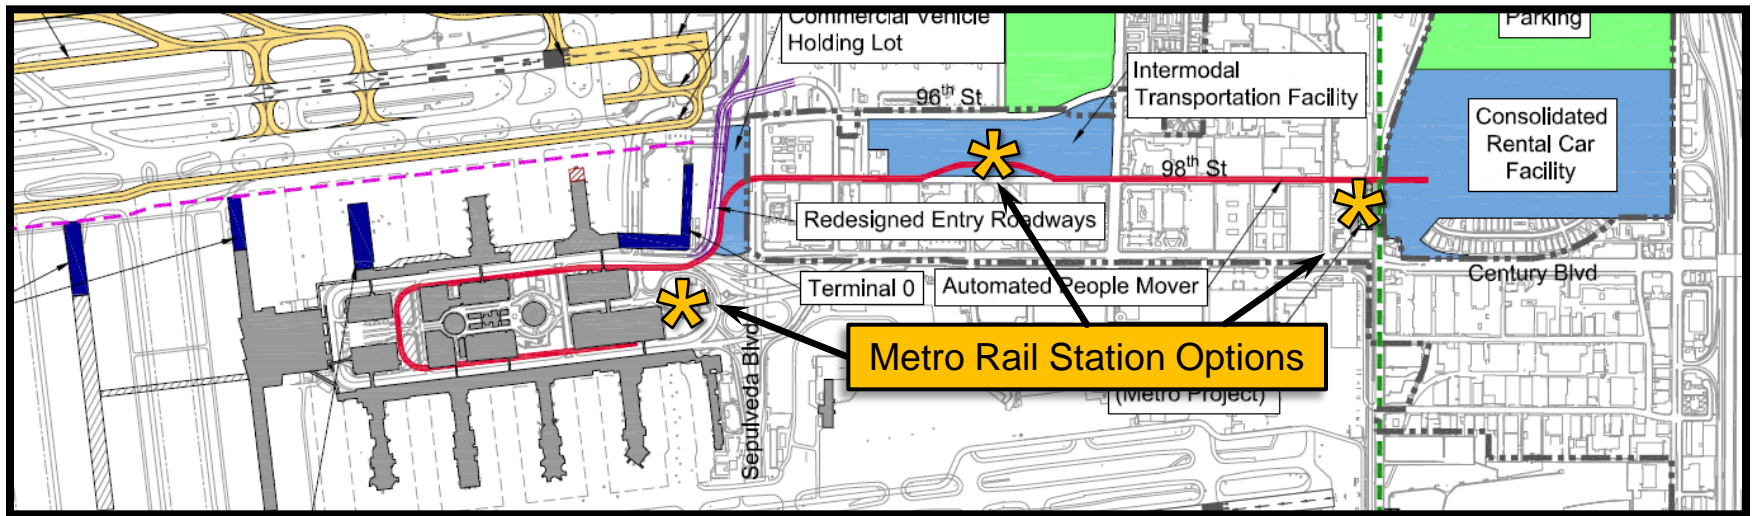 Commercial Vehicle
Holding Lot
Parking
Intermodal
Transportation Facility
96th St
Consolidated
Rental Car
Facility
98th St
Redesigned Entry Roadways
Terminal 0
Automated People Mover
Century Blvd
Metro Rail Station Options
(Metro Project)
Sepulveda Blvd